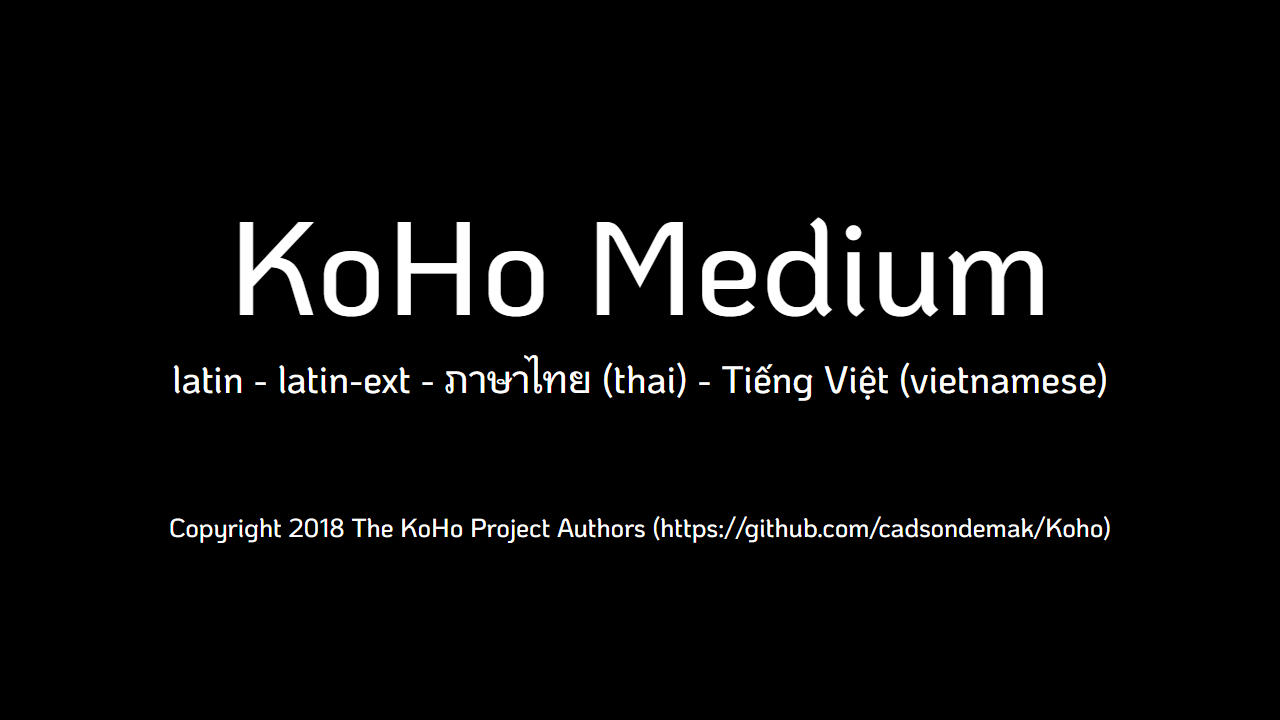 KoHo Medium
latin - latin-ext - ภาษาไทย (thai) - Tiếng Việt (vietnamese)
Copyright 2018 The KoHo Project Authors (https://github.com/cadsondemak/Koho)